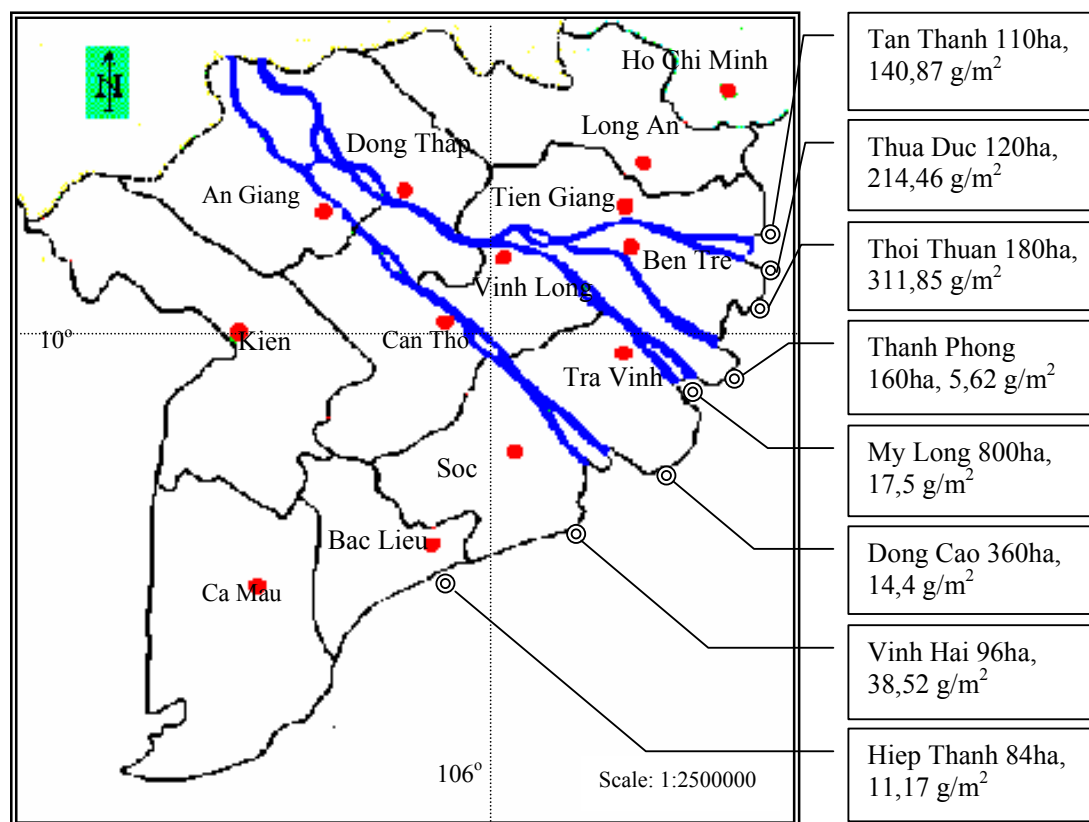 N
Ho Chi Minh
Long An
Dong Thap
An Giang
Tien Giang
Ben Tre
Vinh Long
10°
Kien
Can Tho
Tra Vinh
Soc
Bac Lieu
Ca Mau
106°
Scale: 1:2500000
Tan Thanh 110ha,
140,87 g/m²
Thua Duc 120ha,
214,46 g/m²
Thoi Thuan 180ha,
311,85 g/m²
Thanh Phong
160ha, 5,62 g/m²
My Long 800ha,
17,5 g/m²
Dong Cao 360ha,
14,4 g/m²
Vinh Hai 96ha,
38,52 g/m²
Hiep Thanh 84ha,
11,17 g/m²